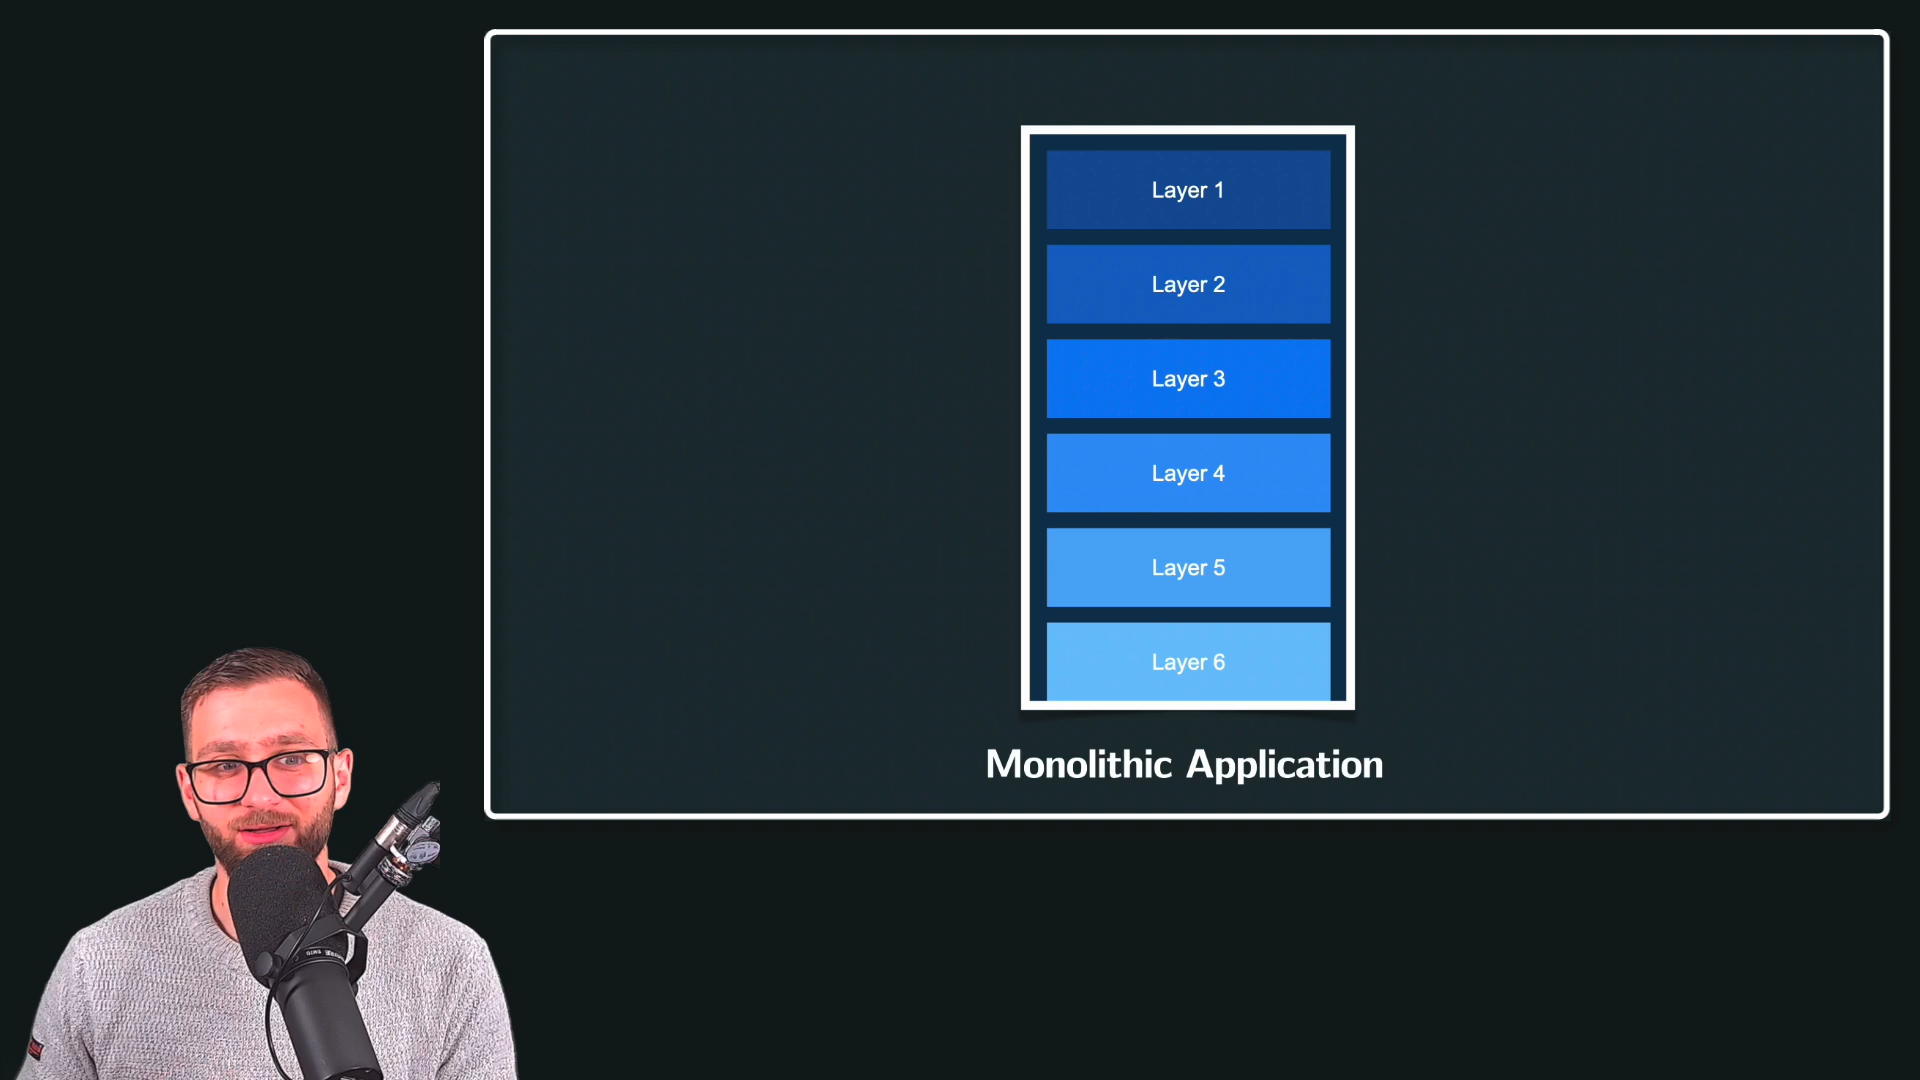 Layer 1
Layer 2
Layer 3
Layer 4
Layer 5
Layer 6
Monolithic Application